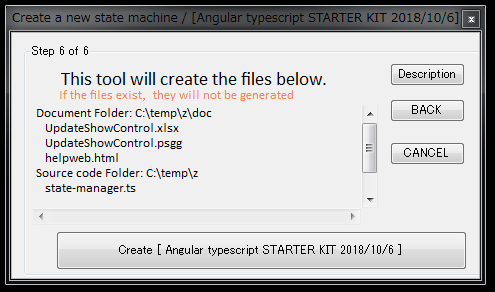 Create a new state machine / [Angular typescript STARTER KIT 2018/10/6]
x
Step 6 of 6
This tool will create the files below.
If the files exist, they will not be generated
Description
BACK
CANCEL
Document Folder: C:\temp\z\doc
UpdateShowControl.xlsx
UpdateShowControl.psgg
helpweb.html
Source code Folder: C:\temp\z
state-manager.ts
Create [ Angular typescript STARTER KIT 2018/10/6 ]